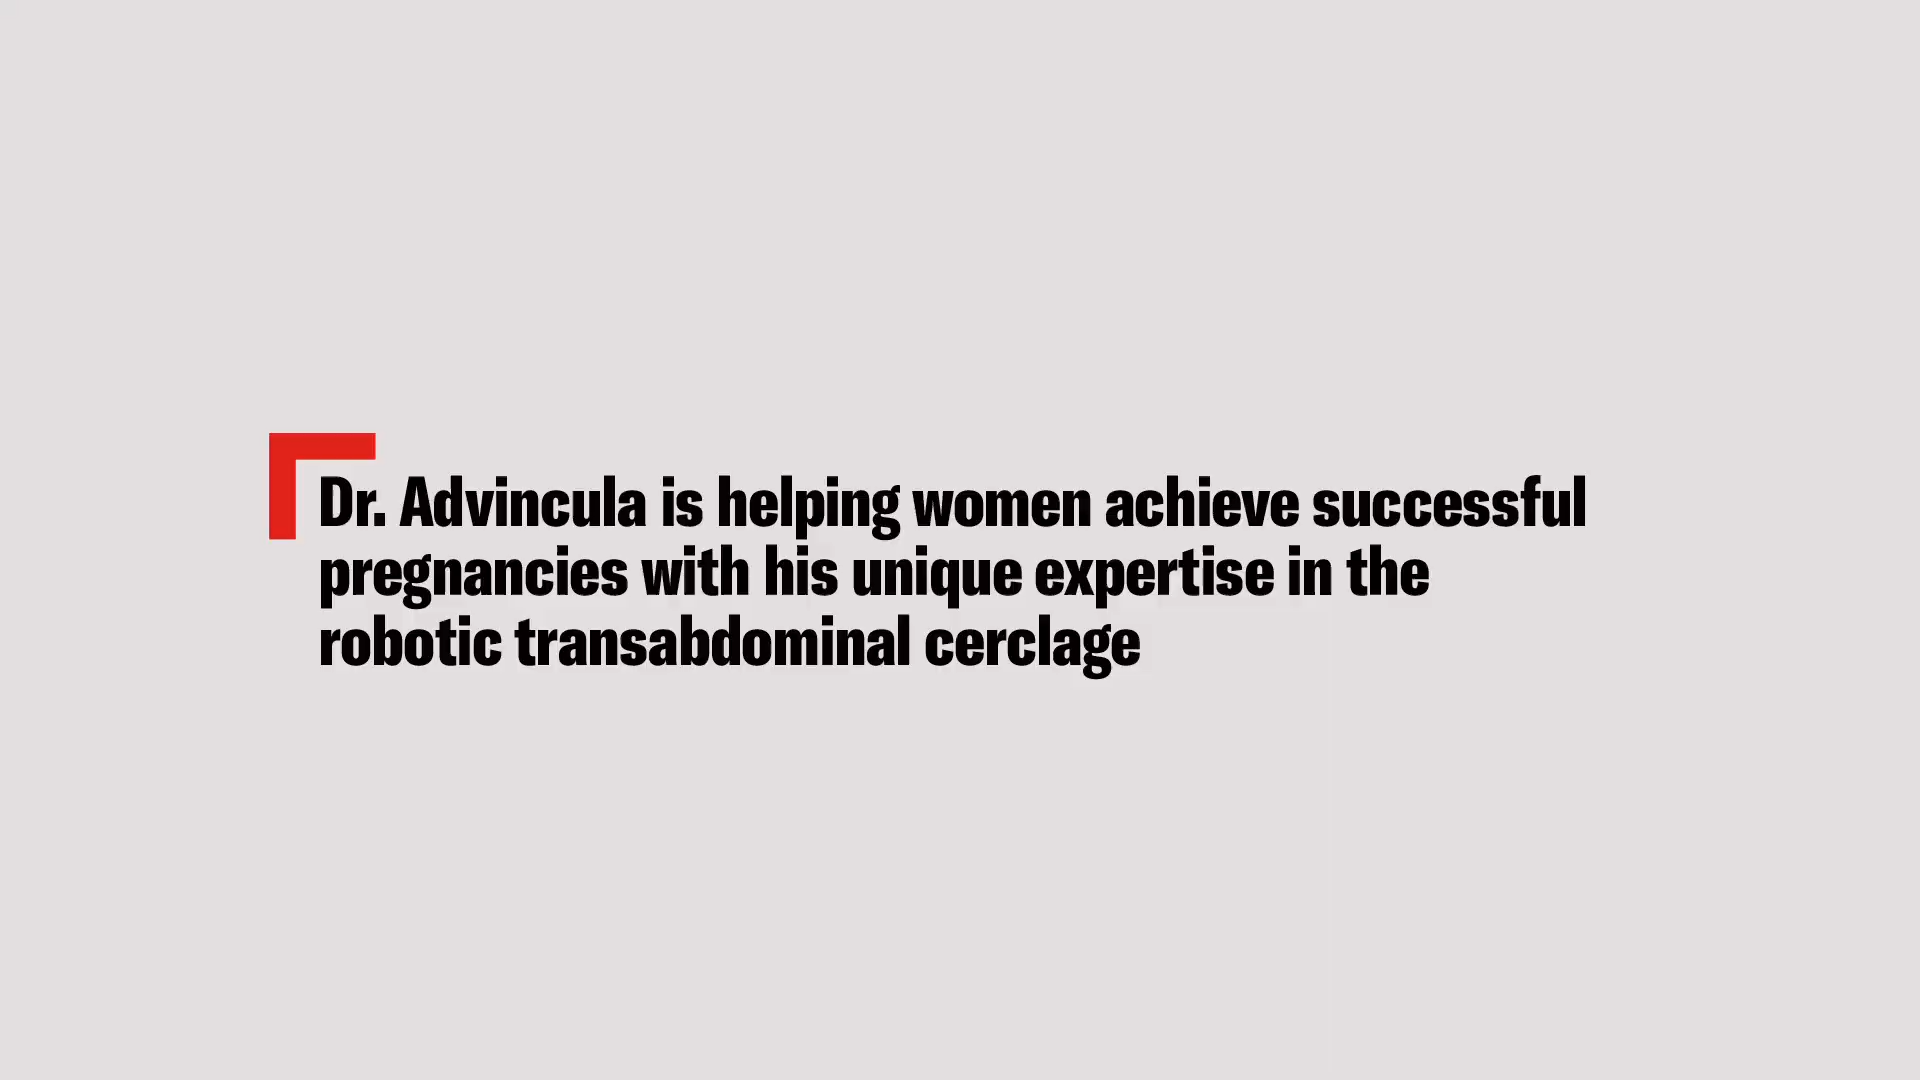 Dr. Advincula is helping women achieve successful
pregnancies with his unique expertise in the
robotic transabdominal cerclage